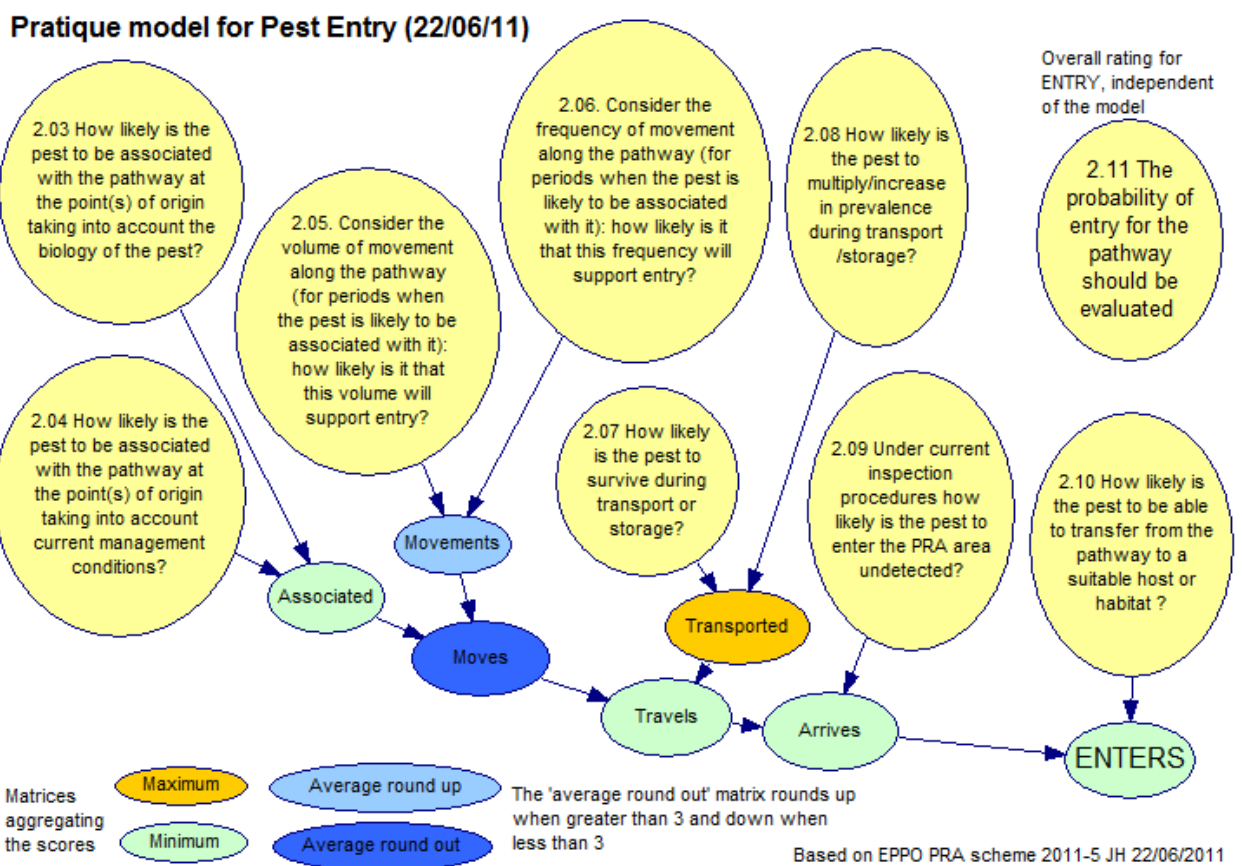 Pratique model for Pest Entry (22/06/11)
2.03 How likely is the
pest to be associated
with the pathway at
the point(s) of origin
taking into account the
biology of the pest?
2.05. Consider the
volume of movement
along the pathway
(for periods when
the pest is likely to be
associated with it):
how likely is it that
this volume will
support entry?
2.06. Consider the
frequency of movement
along the pathway (for
periods when the pest is
likely to be associated
with it): how likely is it
that this frequency will
support entry?
2.08 How likely is
the pest to
multiply/increase
in prevalence
during transport
/storage?
Overall rating for
ENTRY, independent
of the model
2.11 The
probability of
entry for the
pathway
should be
evaluated
2.04 How likely is the
pest to be associated
with the pathway at
the point(s) of origin
taking into account
current management
conditions?
2.07 How likely
is the pest to
survive during
transport or
storage?
2.09 Under current
inspection
procedures how
likely is the pest to
enter the PRA area
undetected?
2.10 How likely is
the pest to be able
to transfer from the
pathway to a
suitable host or
habitat ?
Movements
Associated
Transported
Moves
Travels
Arrives
ENTERS
Matrices
aggregating
the scores
Maximum
Minimum
Average round up
Average round out
The 'average round out' matrix rounds up
when greater than 3 and down when
less than 3
Based on EPPO PRA scheme 2011-5 JH 22/06/2011